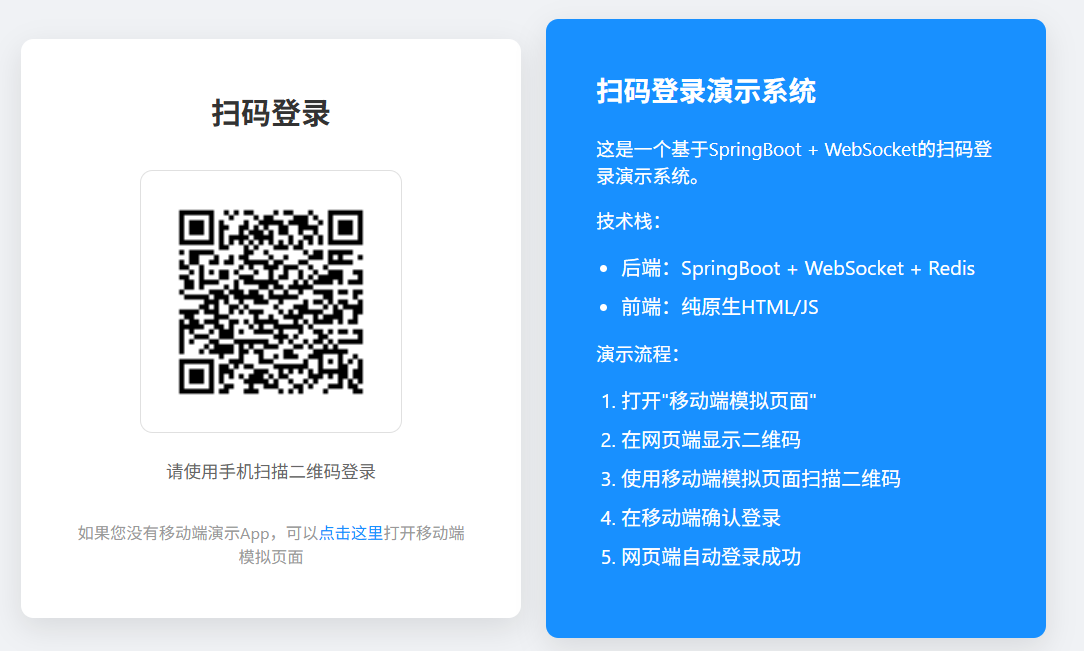 扫码登录
请使用手机扫描二维码登录
如果您没有移动端演示App，可以点击这里打开移动端
模拟页面
扫码登录演示系统
这是一个基于SpringBoot + WebSocket的扫码登
录演示系统。
技术栈：
• 后端：SpringBoot + WebSocket + Redis
• 前端：纯原生HTML/JS
演示流程：
1. 打开"移动端模拟页面"
2. 在网页端显示二维码
3. 使用移动端模拟页面扫描二维码
4. 在移动端确认登录
5. 网页端自动登录成功